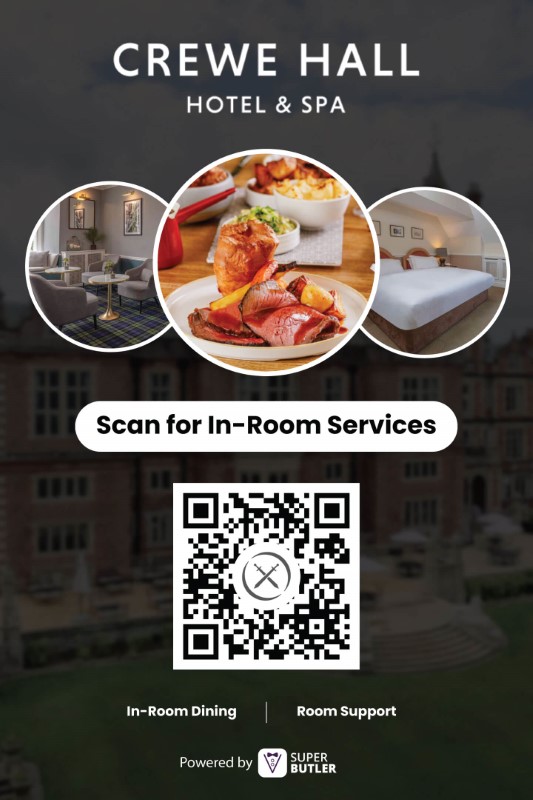 CREWE HALL
HOTEL & SPA
Scan for In-Room Services
In-Room Dining | Room Support
Powered by SUPER
BUTLER